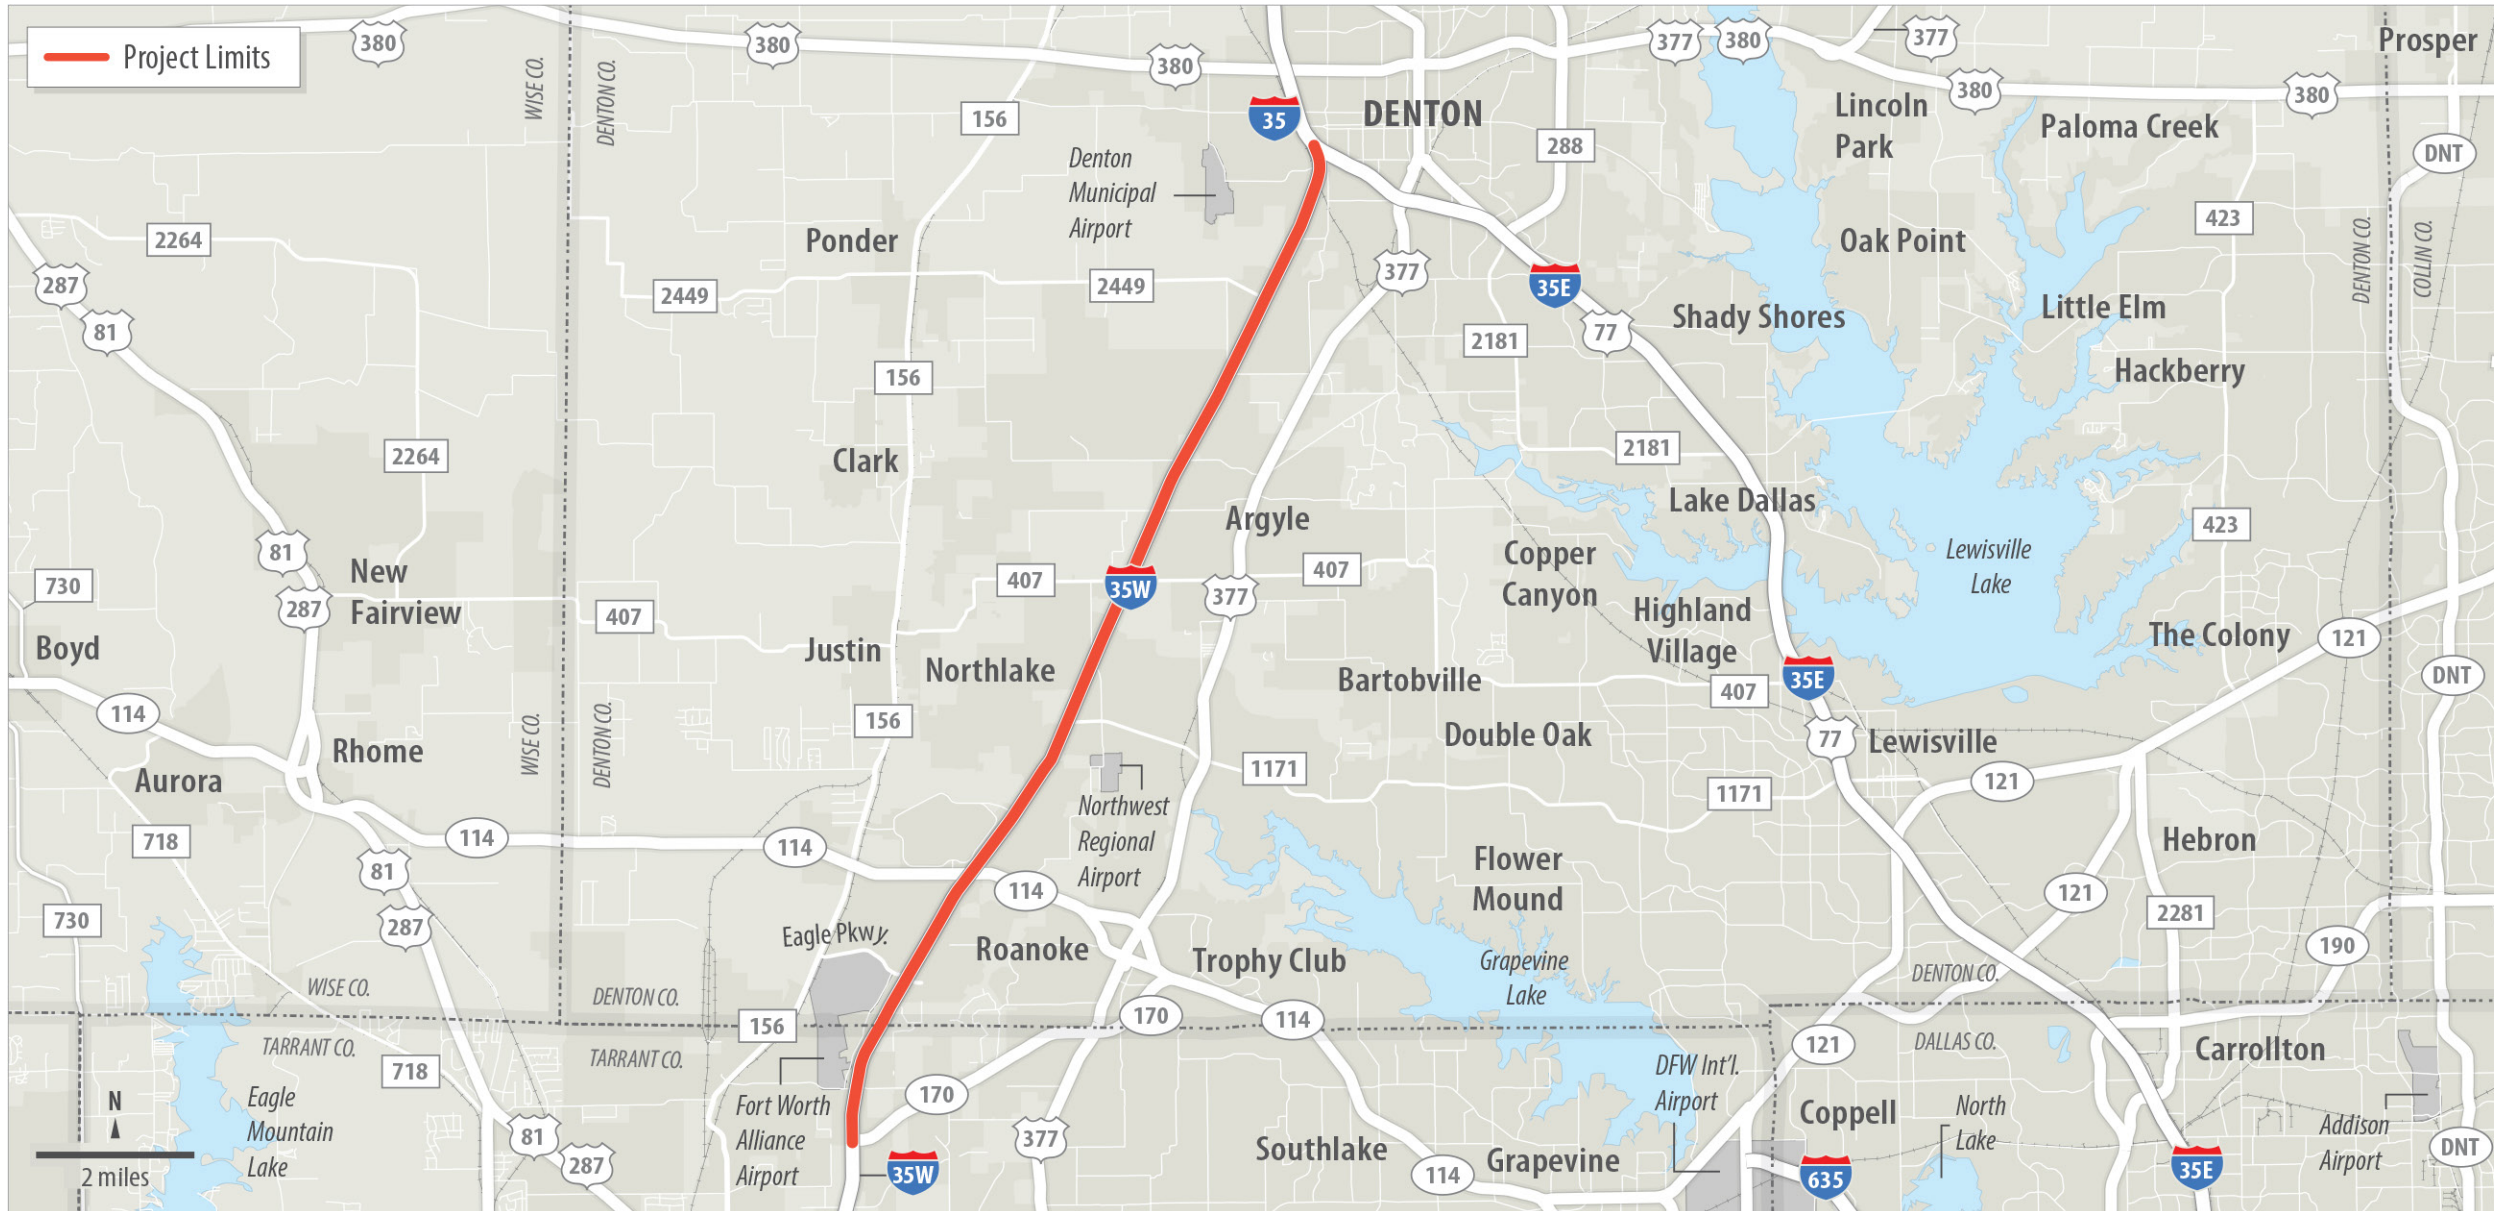 Project Limits
380
380
380
377
380
377
380
380
Prosper
WISE CO.
DENTON CO.
156
35
DENTON
288
Lincoln
Park
Paloma Creek
DNT
Denton
Municipal
Airport
2264
Ponder
423
Oak Point
DENTON CO.
COLLIN CO.
287
2449
2449
377
35E
Shady Shores
Little Elm
81
2181
77
Hackberry
156
2264
Clark
2181
Lake Dallas
Argyle
423
81
Copper
Canyon
Lewisville
Lake
730
New
Fairview
287
407
407
35W
377
407
Highland
Village
Boyd
Justin
Northlake
Bartobville
407
35E
The Colony
121
DNT
114
156
Double Oak
77
Lewisville
Rhome
WISE CO.
DENTON CO.
Aurora
1171
1171
121
Northwest
Regional
Airport
718
114
114
81
114
Flower
Mound
Hebron
121
2281
730
287
Eagle Pkwy.
Roanoke
Trophy Club
Grapevine
Lake
190
WISE CO.
DENTON CO.
DENTON CO.
156
170
114
TARRANT CO.
TARRANT CO.
121
DALLAS CO.
Carrollton
718
DFW Int'l.
Airport
N
Eagle
Mountain
Lake
2 miles
Fort Worth
Alliance
Airport
170
377
81
287
35W
Southlake
114
Grapevine
Coppell
North
Lake
635
35E
Addison
Airport
DNT